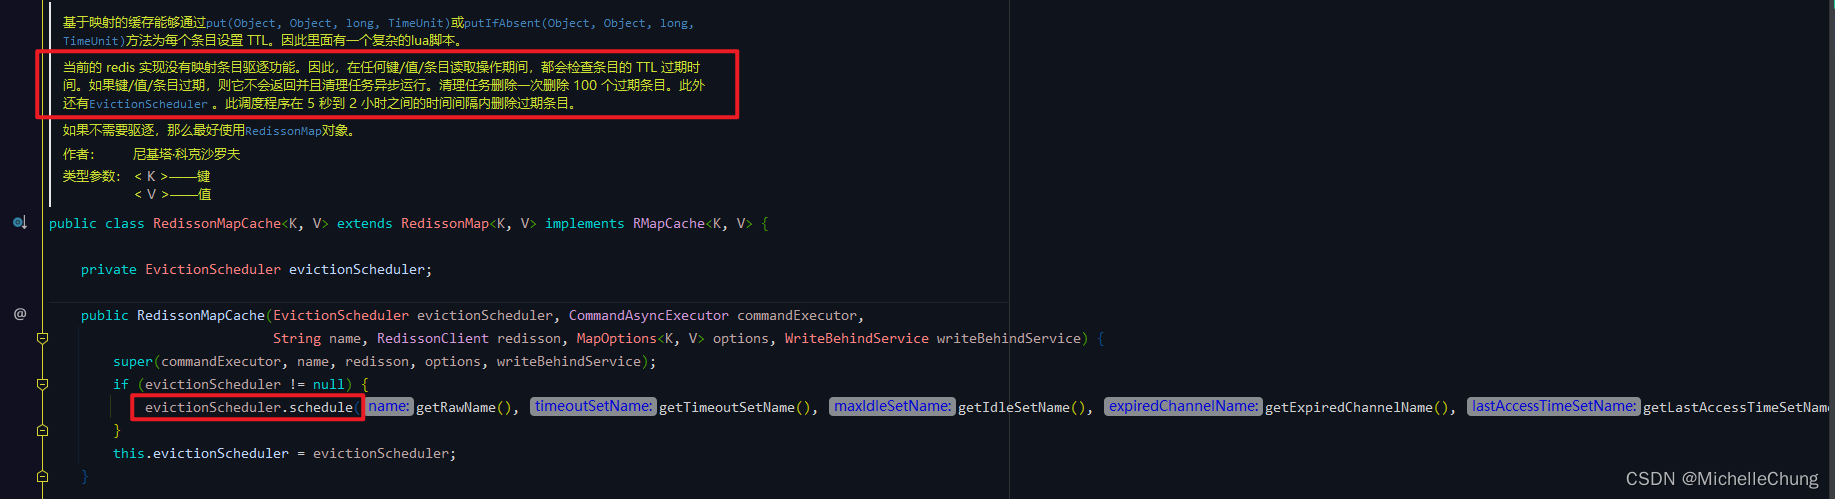 基于映射的缓存能够通过put(Object, Object, long, TimeUnit)或putIfAbsent(Object, Object, long,
TimeUnit)方法为每个条目设置 TTL。因此里面有一个复杂的lua脚本。
当前的 redis 实现没有映射条目驱逐功能。因此，在任何键/值/条目读取操作期间，都会检查条目的 TTL 过期时
间。如果键/值/条目过期，则它不会返回并且清理任务异步运行。清理任务删除一次删除 100 个过期条目。此外
还有EvictionScheduler 。此调度程序在 5 秒到 2 小时之间的时间间隔内删除过期条目。
如果不需要驱逐，那么最好使用RedissonMap对象。
作者： 尼基塔·科克沙罗夫
类型参数： < K >——键
< V >——值
public class RedissonMapCache<K, V> extends RedissonMap<K, V> implements RMapCache<K, V> {
private EvictionScheduler evictionScheduler;
@
public RedissonMapCache(EvictionScheduler evictionScheduler, CommandAsyncExecutor commandExecutor,
String name, RedissonClient redisson, MapOptions<K, V> options, WriteBehindService writeBehindService) {
super(commandExecutor, name, redisson, options, writeBehindService);
if (evictionScheduler != null) {
evictionScheduler.schedule( name: getRawName(), timeoutSetName: getTimeoutSetName(), maxIdleSetName: getIdleSetName(), expiredChannelName: getExpiredChannelName(), lastAccessTimeSetName: getLastAccessTimeSetName
}
this.evictionScheduler = evictionScheduler;
}
CSDN @MichelleChung